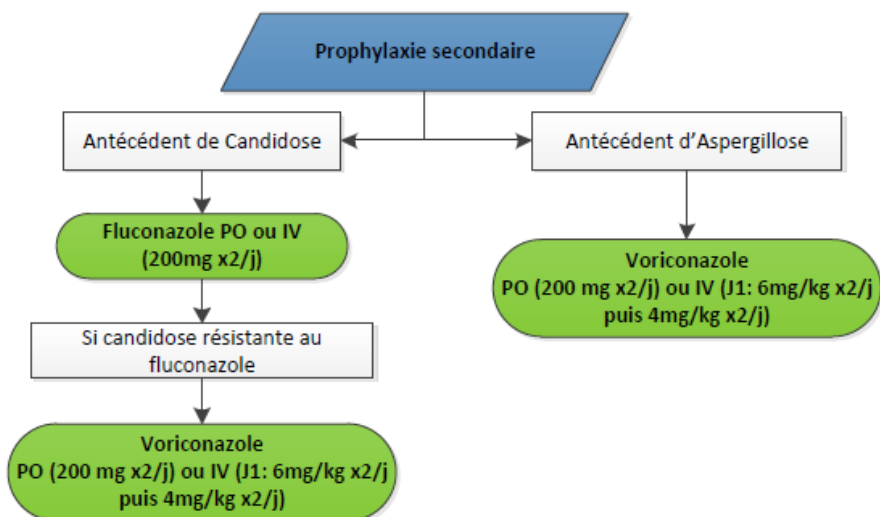 Prophylaxie secondaire
Antécédent de Candidose
Antécédent d’Aspergillose
Fluconazole PO ou IV
(200mg x2/j)
Voriconazole
PO (200 mg x2/j) ou IV (J1: 6mg/kg x2/j
puis 4mg/kg x2/j)
Si candidose résistante au
fluconazole
Voriconazole
PO (200 mg x2/j) ou IV (J1: 6mg/kg x2/j
puis 4mg/kg x2/j)